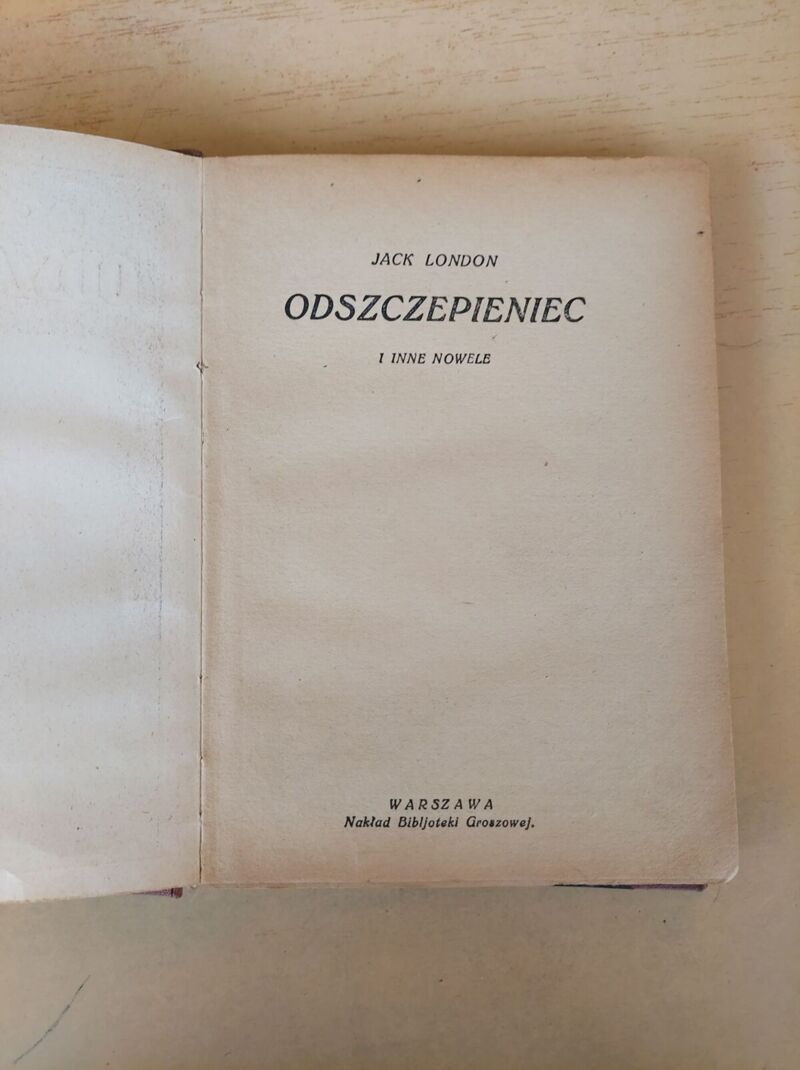 JACK LONDON
ODSZCZEPIENIEC
I INNE NOWELE
WARSZAWA
Nakład Bibljoteki Groszowej.